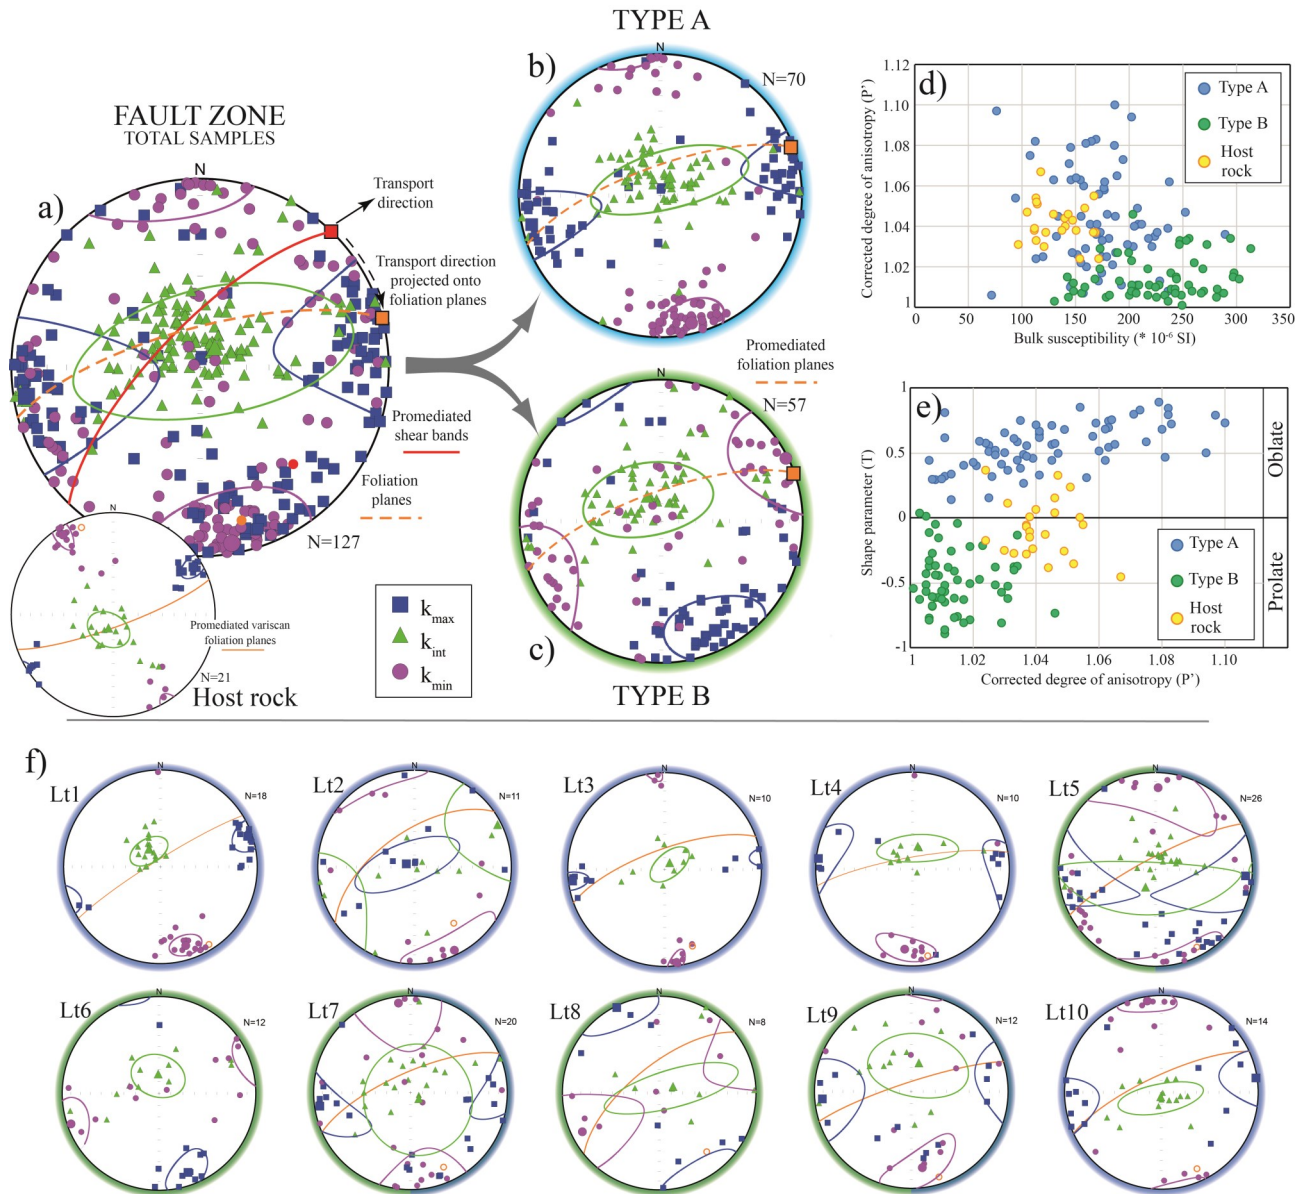 TYPE A
b)
N
N=70
FAULT ZONE
TOTAL SAMPLES
N
a)
Transport
direction
Transport direction
projected onto
foliation planes
Promediated
foliation planes
Promediated
shear bands
Foliation
planes
N=127
N
N=57
c)
TYPE B
N
Promediated variscan
foliation planes
N=21
Host rock
k max
k int
k min
d)
Type A
Type B
Host
rock
Corrected degree of anisotropy (P')
1.12
1.10
1.08
1.06
1.04
1.02
1
0
50
100
150
200
250
300
350
Bulk susceptibility (* 10-6 SI)
e)
Shape parameter (T)
1
0.5
0
-0.5
-1
Oblate
Prolate
Type A
Type B
Host
rock
1
1.02
1.04
1.06
1.08
1.10
Corrected degree of anisotropy (P')
f)
Lt1
N
N=18
Lt2
N
N=11
Lt3
N
N=10
Lt4
N
N=10
Lt5
N
N=26
Lt6
N
N=12
Lt7
N
N=20
Lt8
N
N=8
Lt9
N
N=12
Lt10
N
N=14